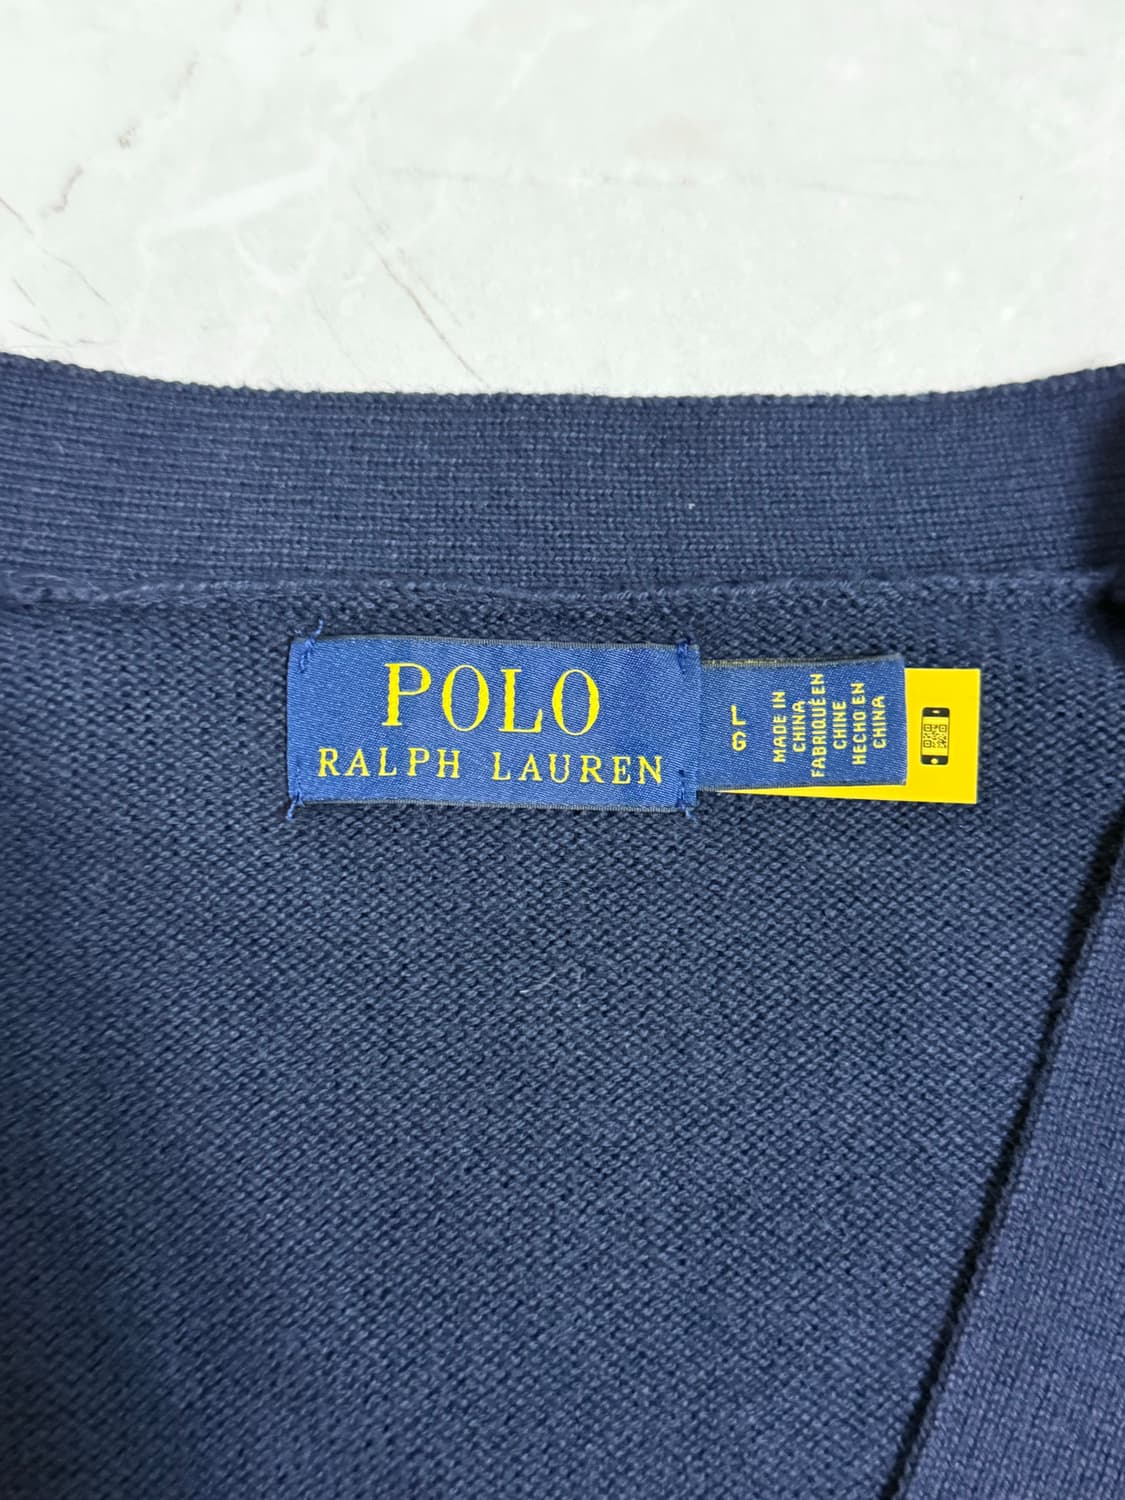 POLO
RALPH LAUREN
L
G
MADE IN
CHINA
FABRIQUÉ EN
CHINE
HECHO EN
CHINA